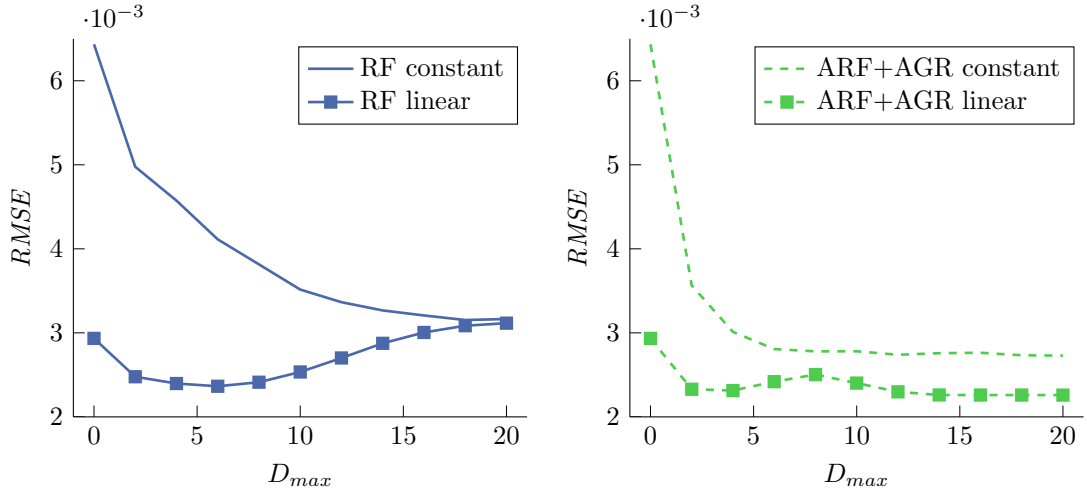 ·10⁻³
6
5
4
3
2
RMSE
0 5 10 15 20
D_max
RF constant
RF linear
·10⁻³
6
5
4
3
2
RMSE
0 5 10 15 20
D_max
ARF+AGR constant
ARF+AGR linear